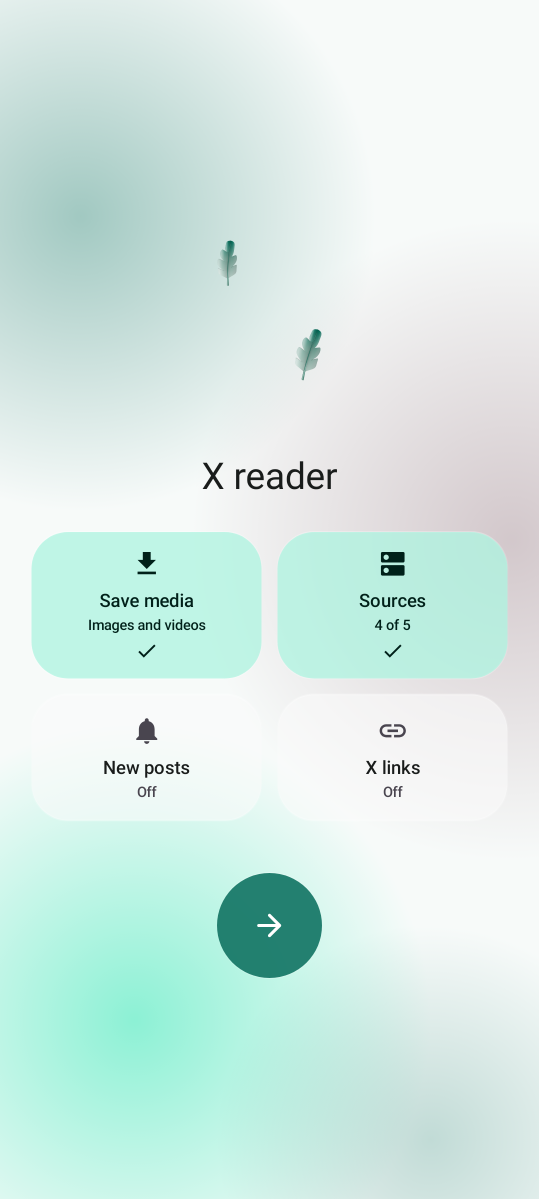 X reader
Save media
Images and videos
Sources
4 of 5
New posts
Off
X links
Off